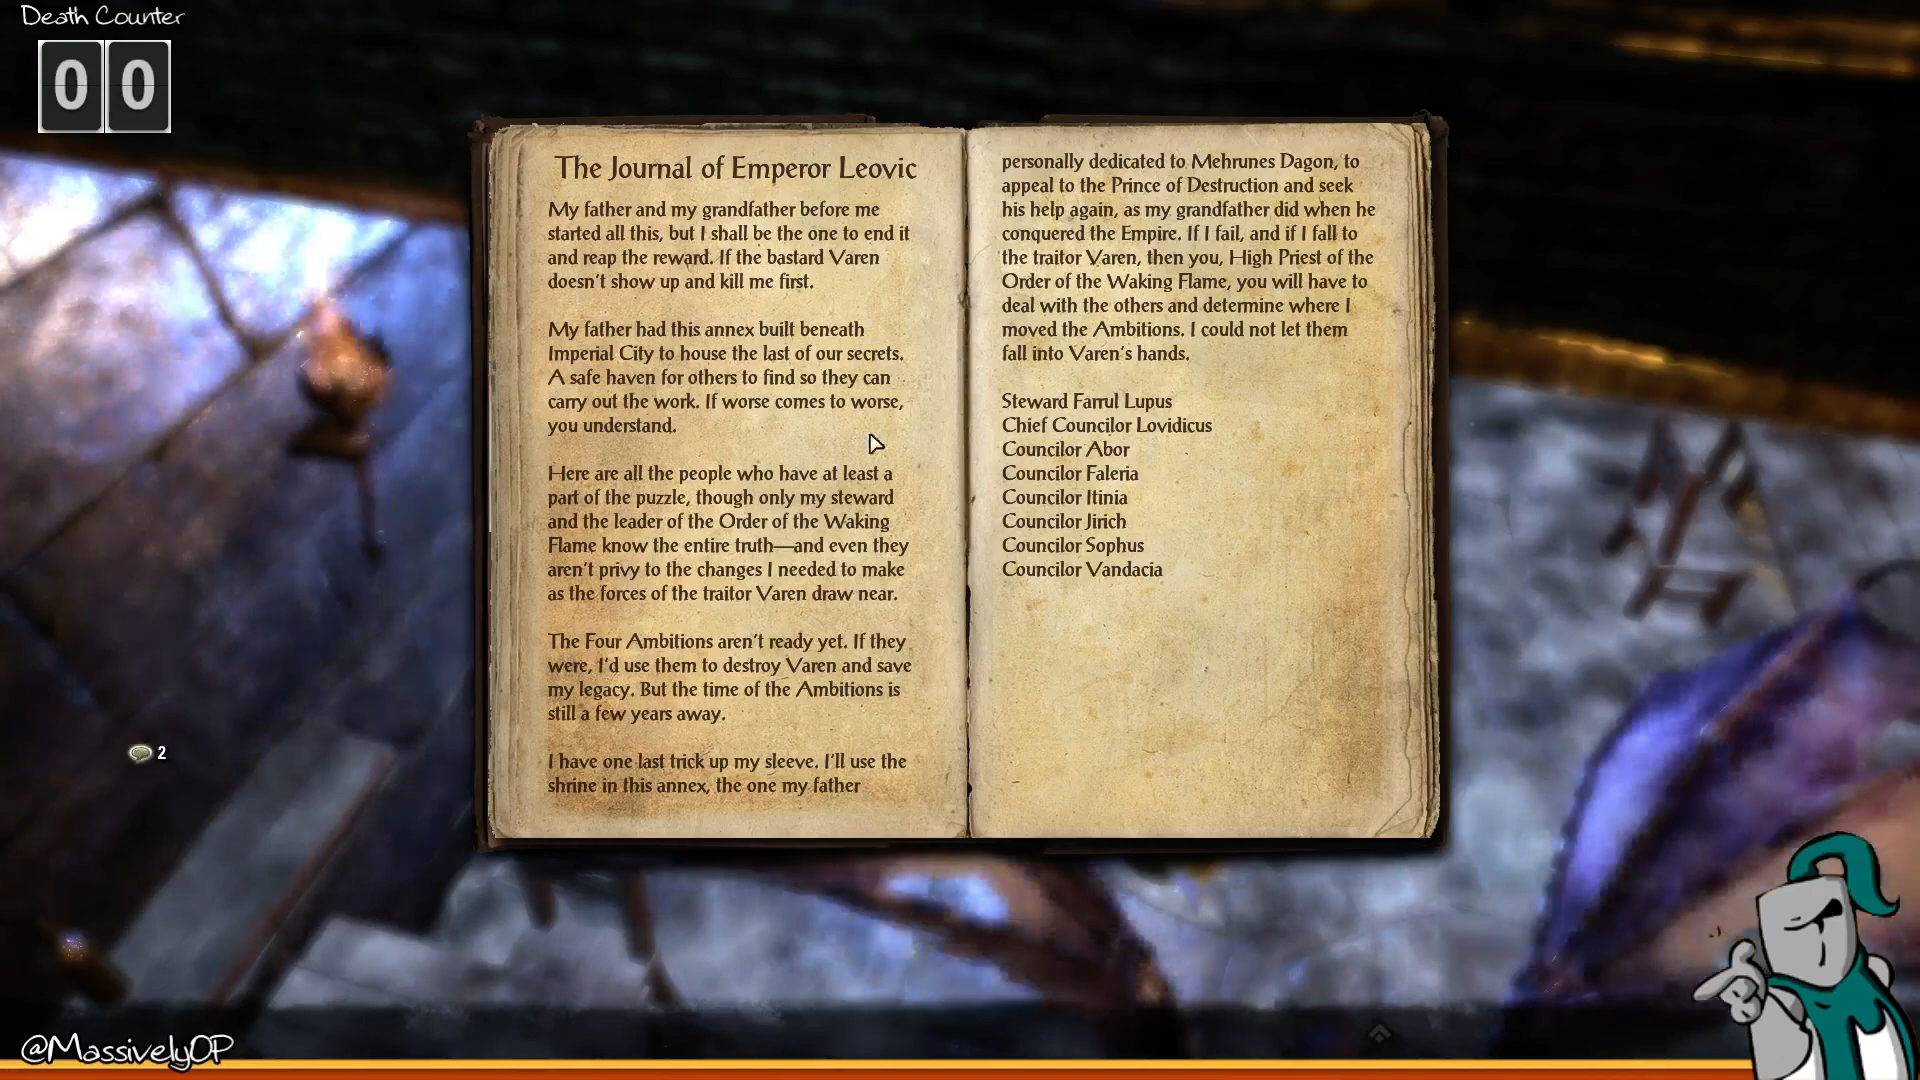 Death Counter
0 0
The Journal of Emperor Leovic
My father and my grandfather before me
started all this, but I shall be the one to end it
and reap the reward. If the bastard Varen
doesn't show up and kill me first.
My father had this annex built beneath
Imperial City to house the last of our secrets.
A safe haven for others to find so they can
carry out the work. If worse comes to worse,
you understand.
Here are all the people who have at least a
part of the puzzle, though only my steward
and the leader of the Order of the Waking
Flame know the entire truth—and even they
aren't privy to the changes I needed to make
as the forces of the traitor Varen draw near.
The Four Ambitions aren't ready yet. If they
were, I'd use them to destroy Varen and save
my legacy. But the time of the Ambitions is
still a few years away.
I have one last trick up my sleeve. I'll use the
shrine in this annex, the one my father
personally dedicated to Mehrunes Dagon, to
appeal to the Prince of Destruction and seek
his help again, as my grandfather did when he
conquered the Empire. If I fail, and if I fall to
the traitor Varen, then you, High Priest of the
Order of the Waking Flame, you will have to
deal with the others and determine where I
moved the Ambitions. I could not let them
fall into Varen's hands.
Steward Farrul Lupus
Chief Councilor Lovidicus
Councilor Abor
Councilor Faleria
Councilor Itinia
Councilor Jirich
Councilor Sophus
Councilor Vandacia
2
@MassivelyOP